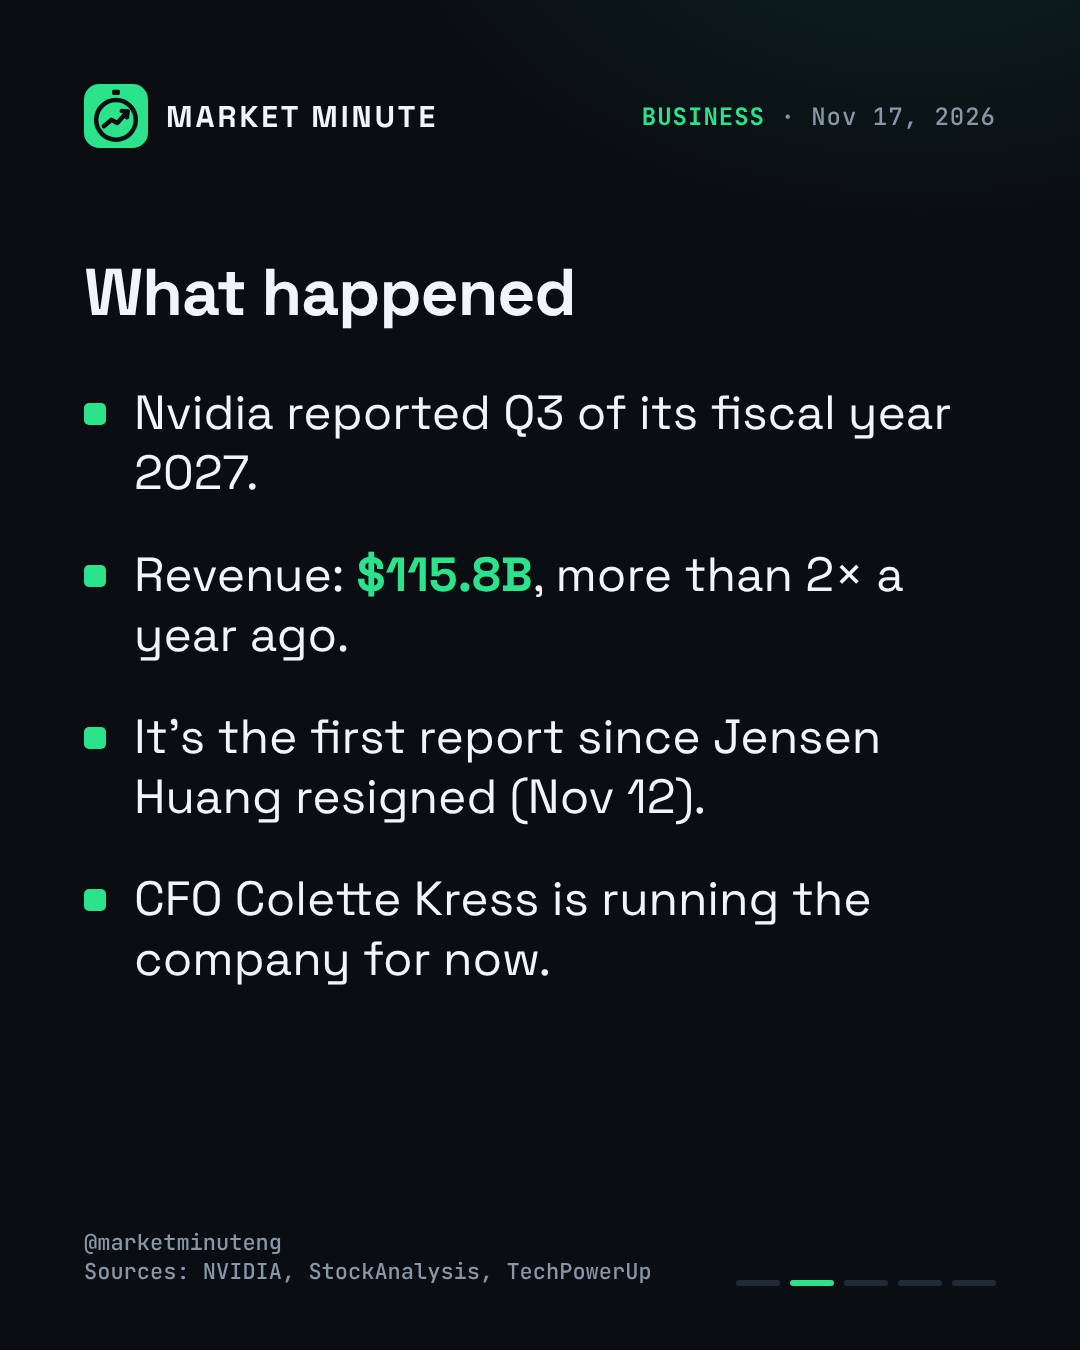 MARKET MINUTE
BUSINESS · Nov 17, 2026
What happened
Nvidia reported Q3 of its fiscal year
2027.
Revenue: $115.8B, more than 2× a
year ago.
It’s the first report since Jensen
Huang resigned (Nov 12).
CFO Colette Kress is running the
company for now.
@marketminuteng
Sources: NVIDIA, StockAnalysis, TechPowerUp